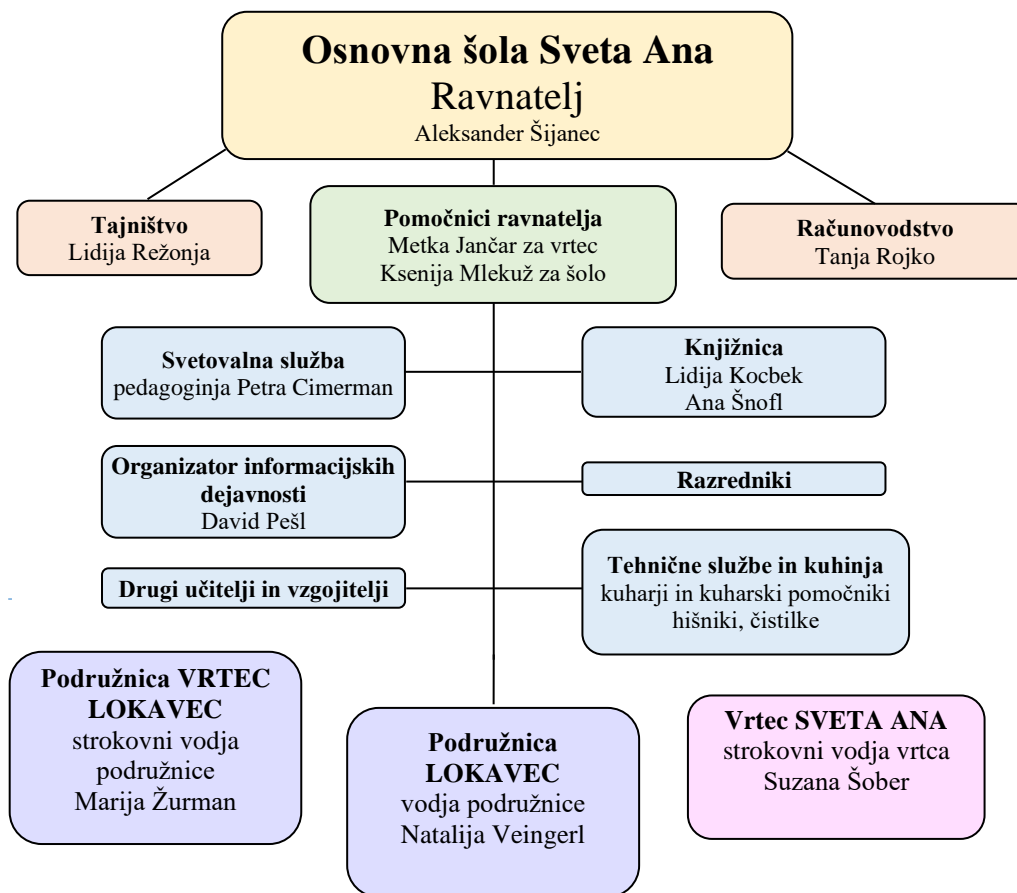 Osnovna šola Sveta Ana
Ravnatelj
Aleksander Šijanec
Tajništvo
Lidija Režonja
Pomočnici ravnatelja
Metka Jančar za vrtec
Ksenija Mlekuž za šolo
Računovodstvo
Tanja Rojko
Svetovalna služba
pedagoginja Petra Cimerman
Knjižnica
Lidija Kocbek
Ana Šnofl
Organizator informacijskih
dejavnosti
David Pešl
Razredniki
Drugi učitelji in vzgojitelji
Tehnične službe in kuhinja
kuharji in kuharski pomočniki
hišniki, čistilke
Podružnica VRTEC
LOKAVEC
strokovni vodja
podružnice
Marija Žurman
Podružnica
LOKAVEC
vodja podružnice
Natalija Veingerl
Vrtec SVETA ANA
strokovni vodja vrtca
Suzana Šober